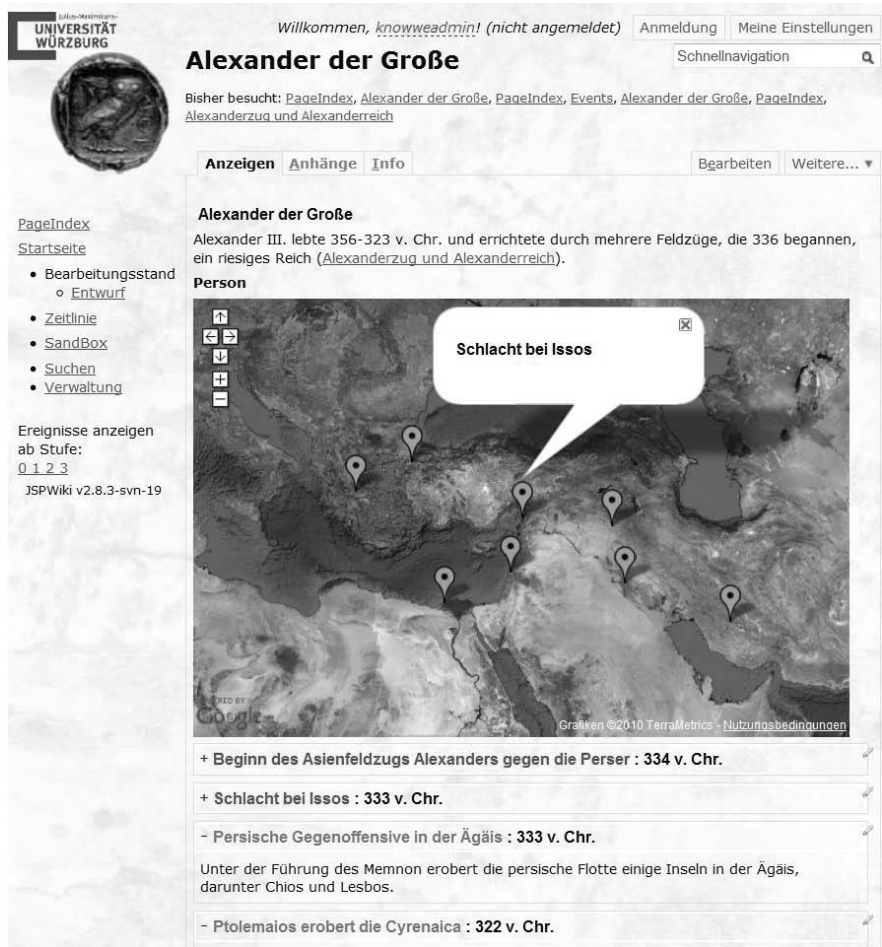 Julius-Maximilians-
UNIVERSITÄT
WÜRZBURG
Willkommen, knowweadmin! (nicht angemeldet)
Anmeldung
Meine Einstellungen
Alexander der Große
Schnellnavigation
Bisher besucht: PageIndex, Alexander der Große, PageIndex, Events, Alexander der Große, PageIndex,
Alexanderzug und Alexanderreich
Anzeigen
Anhänge
Info
Bearbeiten
Weitere... ▼
PageIndex
Startseite
• Bearbeitungsstand
○ Entwurf
• Zeitlinie
• SandBox
• Suchen
• Verwaltung
Ereignisse anzeigen
ab Stufe:
0 1 2 3
JSPWiki v2.8.3-svn-19
Alexander der Große
Alexander III. lebte 356-323 v. Chr. und errichtete durch mehrere Feldzüge, die 336 begannen,
ein riesiges Reich (Alexanderzug und Alexanderreich).
Person
Schlacht bei Issos
POWERED BY
Google
Grafiken ©2010 TerraMetrics - Nutzungsbedingungen
+ Beginn des Asienfeldzugs Alexanders gegen die Perser : 334 v. Chr.
+ Schlacht bei Issos : 333 v. Chr.
- Persische Gegenoffensive in der Ägäis : 333 v. Chr.
Unter der Führung des Memnon erobert die persische Flotte einige Inseln in der Ägäis,
darunter Chios und Lesbos.
- Ptolemaios erobert die Cyrenaica : 322 v. Chr.